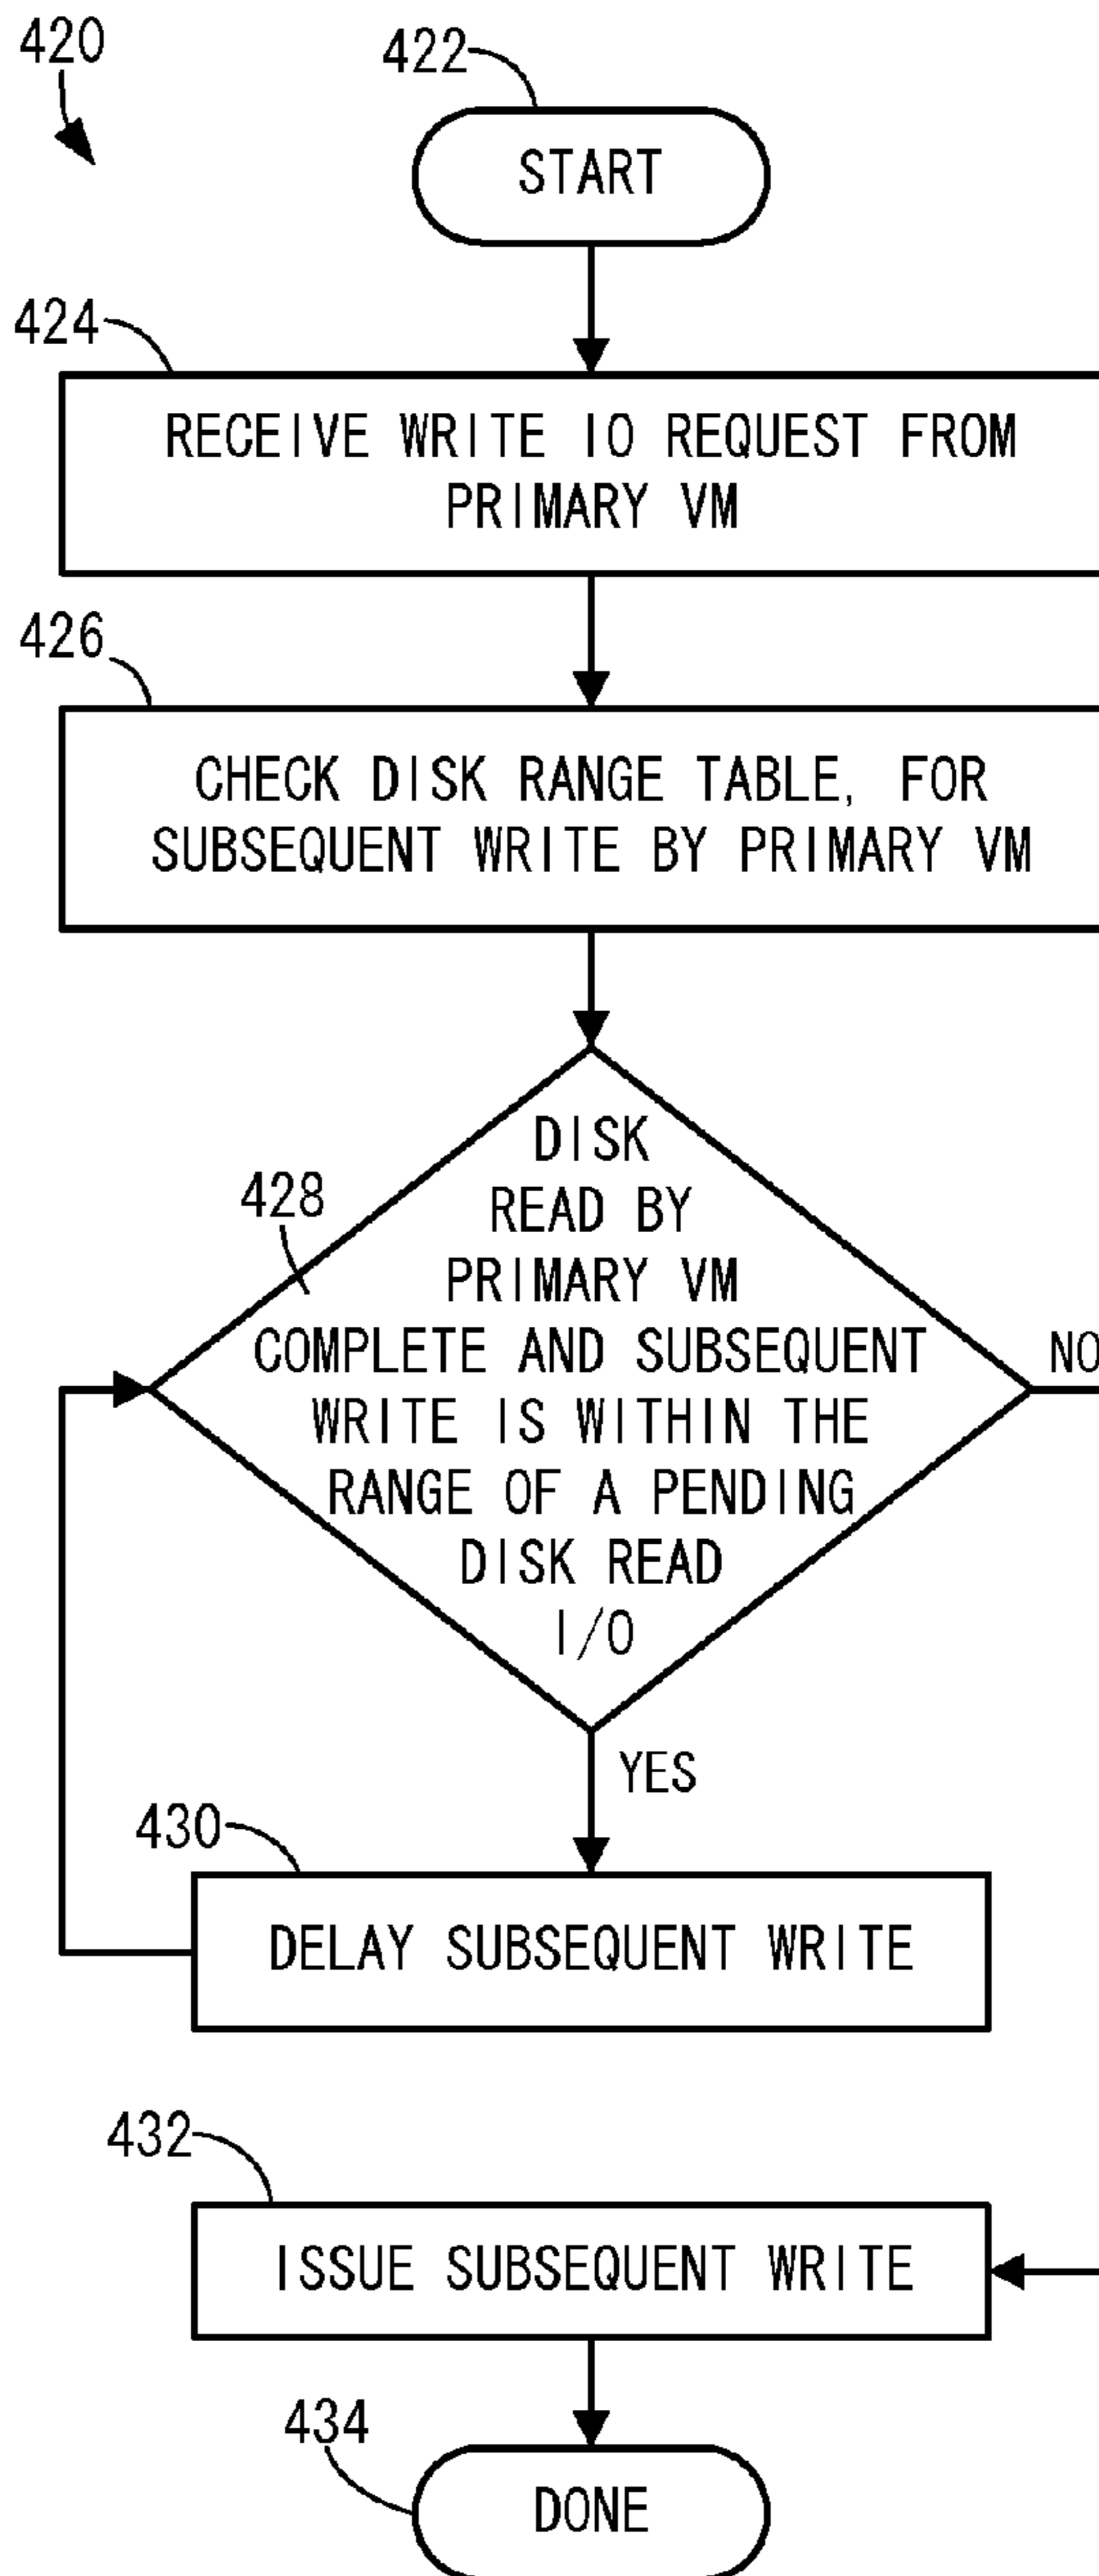 420
422
START
424
RECEIVE WRITE IO REQUEST FROM
PRIMARY VM
426
CHECK DISK RANGE TABLE, FOR
SUBSEQUENT WRITE BY PRIMARY VM
428
DISK
READ BY
PRIMARY VM
COMPLETE AND SUBSEQUENT
WRITE IS WITHIN THE
RANGE OF A PENDING
DISK READ
I/O
NO
YES
430
DELAY SUBSEQUENT WRITE
432
ISSUE SUBSEQUENT WRITE
434
DONE